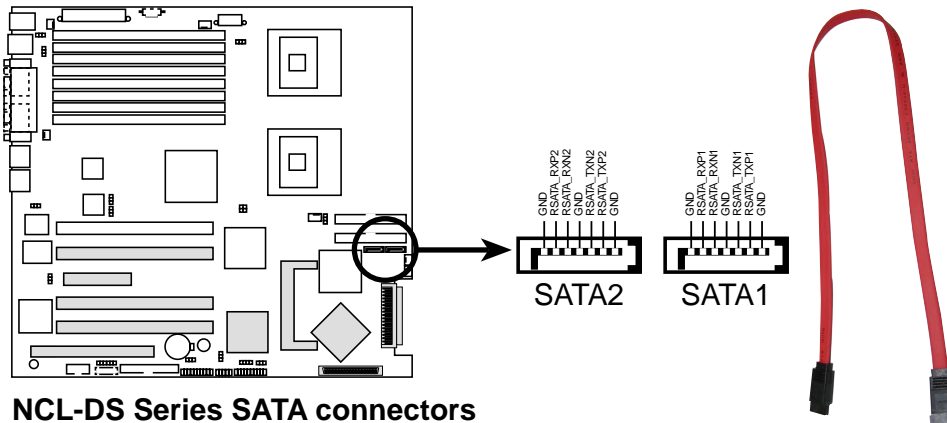 GND
RSATA_RXP2
RSATA_RXN2
GND
RSATA_TXN2
RSATA_TXP2
GND
GND
RSATA_RXP1
RSATA_RXN1
GND
RSATA_TXN1
RSATA_TXP1
GND
SATA2
SATA1
NCL-DS Series SATA connectors